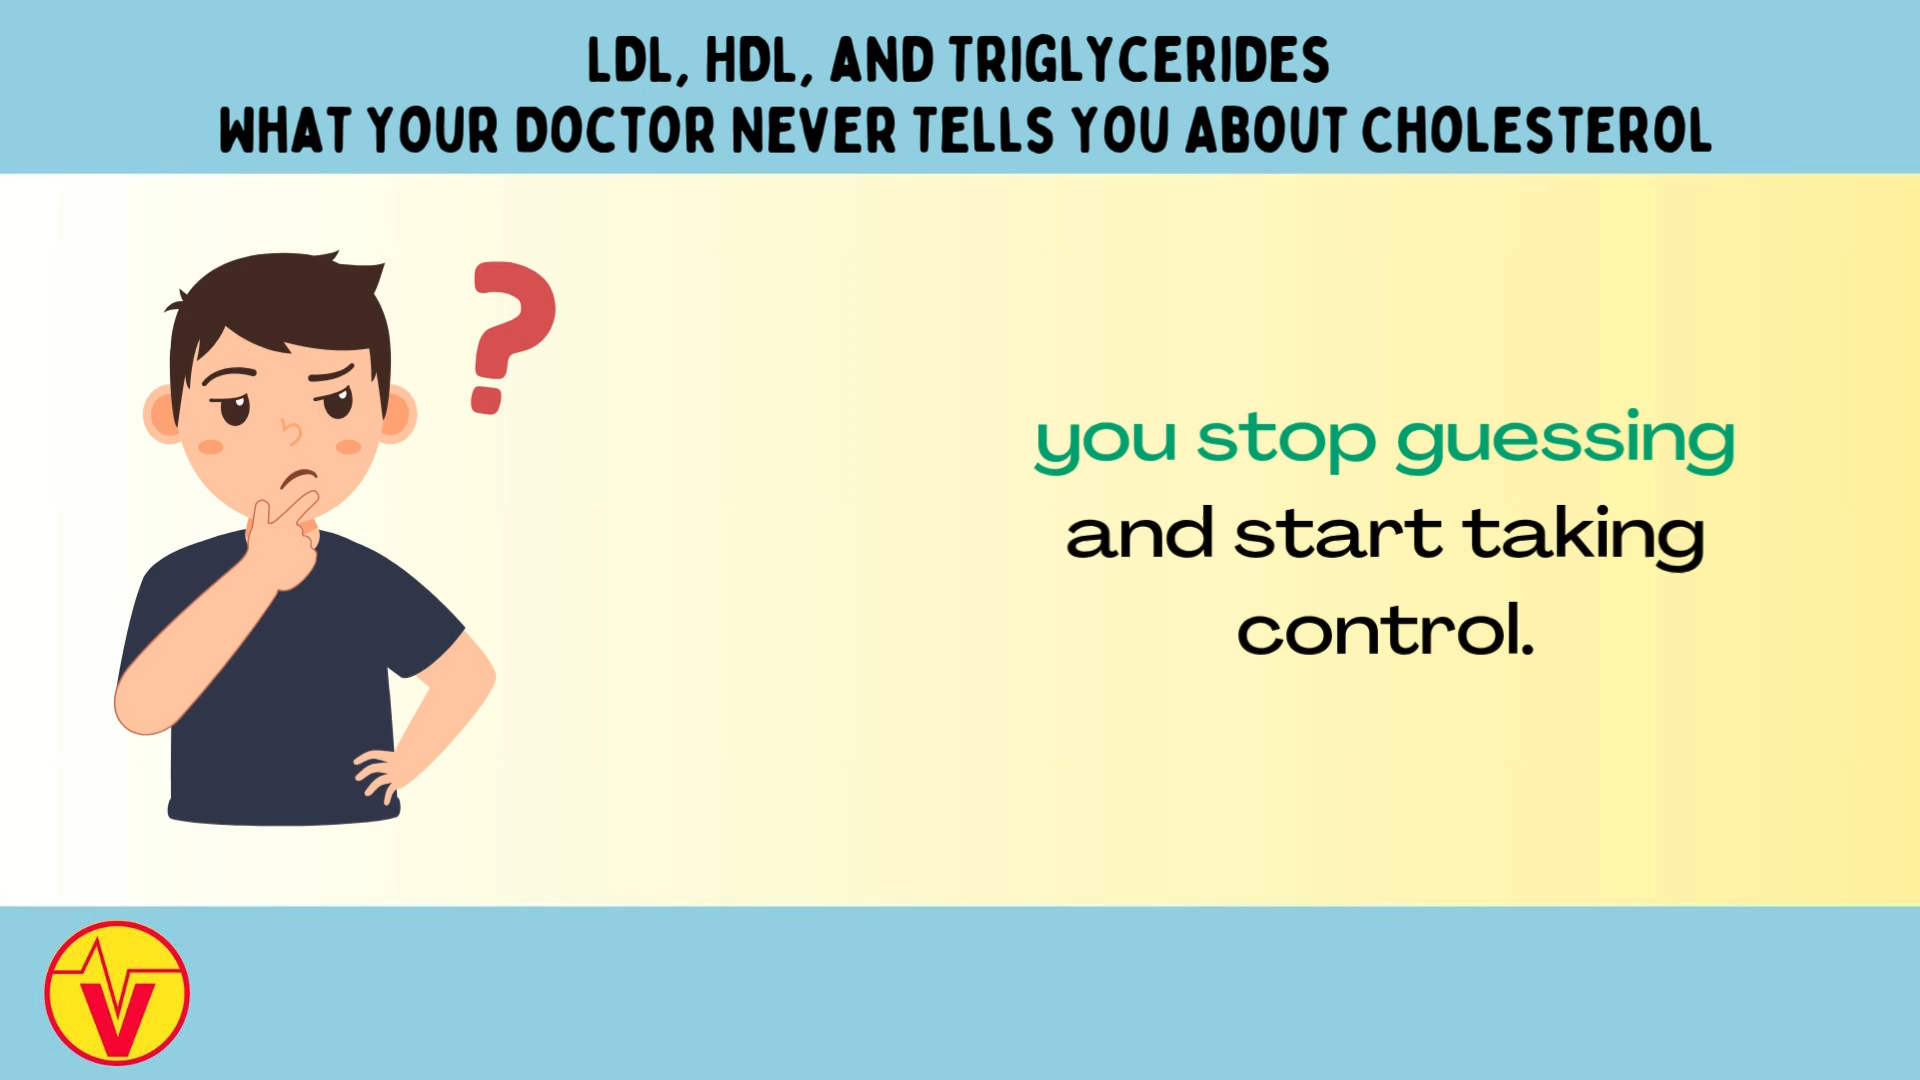 LDL, HDL, AND TRIGLYCERIDES
WHAT YOUR DOCTOR NEVER TELLS YOU ABOUT CHOLESTEROL
?
you stop guessing
and start taking
control.
V